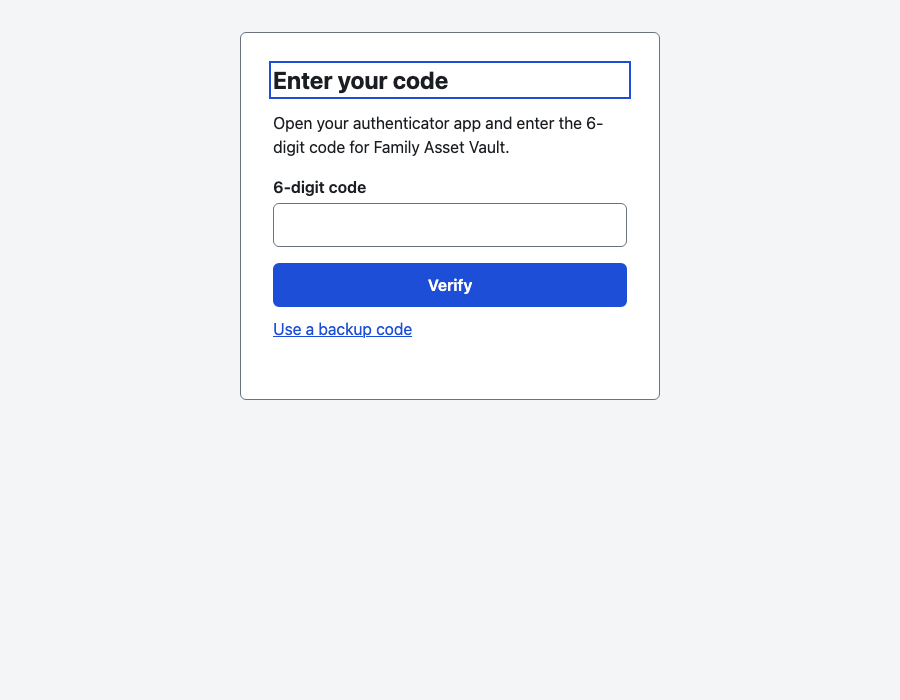 Enter your code
Open your authenticator app and enter the 6-
digit code for Family Asset Vault.
6-digit code
Verify
Use a backup code